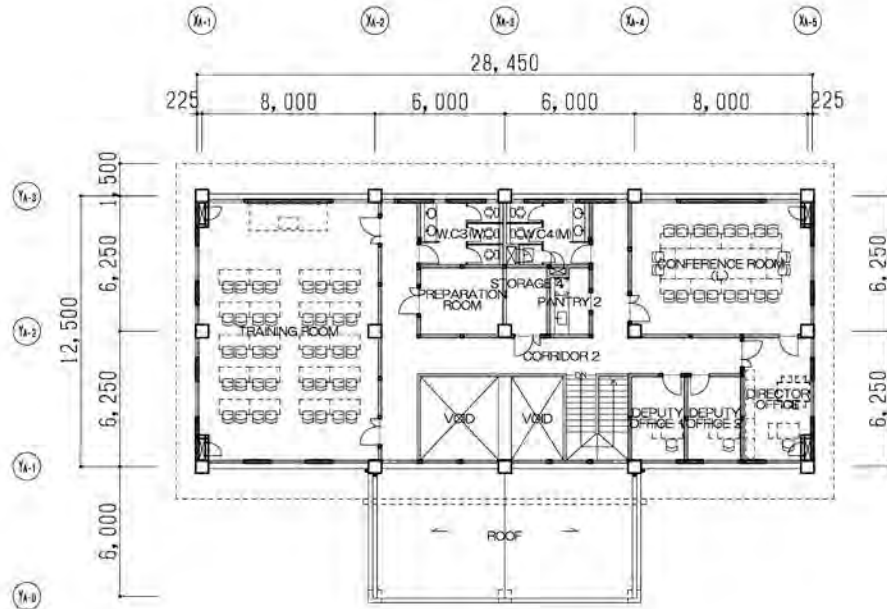 XA-1 XA-2 XA-3 XA-4 XA-5
28,450
225 8,000 6,000 6,000 8,000 225
1,500
YA-3
W.C3(W) W.C4(M)
6,250 6,250
CONFERENCE ROOM
(L)
STORAGE 4
PREPARATION
ROOM
PANTRY 2
12,500
YA-2
TRAINING ROOM
CORRIDOR 2
DN
6,250 6,250
DIRECTOR
OFFICE
VOID VOID
DEPUTY
OFFICE 1
DEPUTY
OFFICE 2
YA-1
6,000
ROOF
YA-0